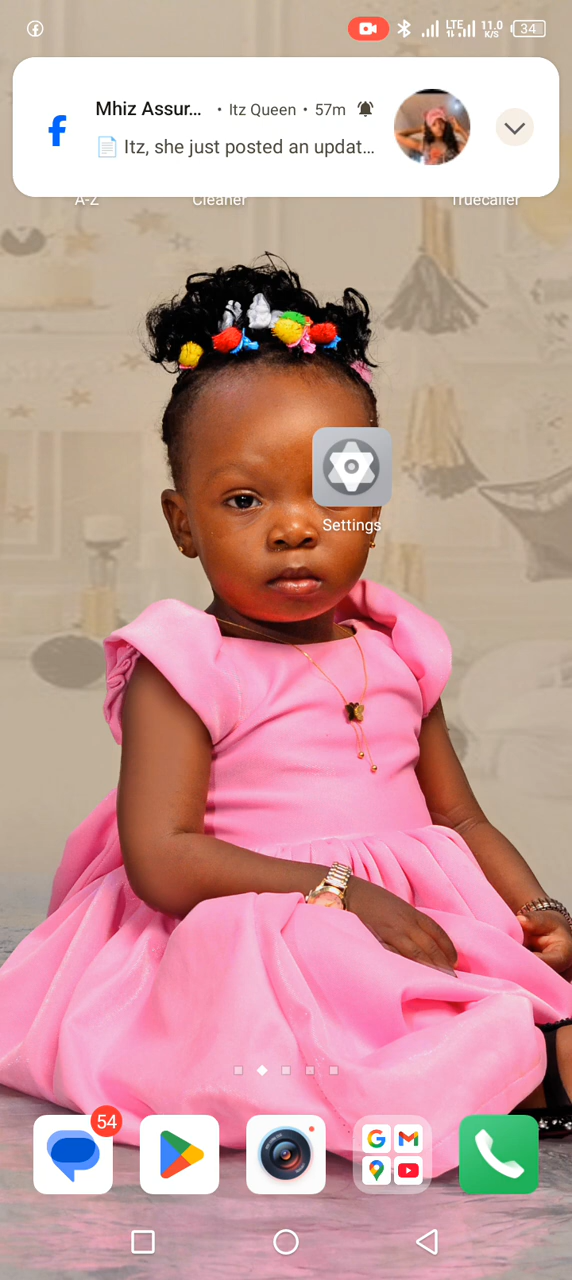 LTE 11.0 K/S 34
Mhiz Assur... • Itz Queen • 57m
📄 Itz, she just posted an updat...
A-Z Cleaner Truecaller
Settings
54